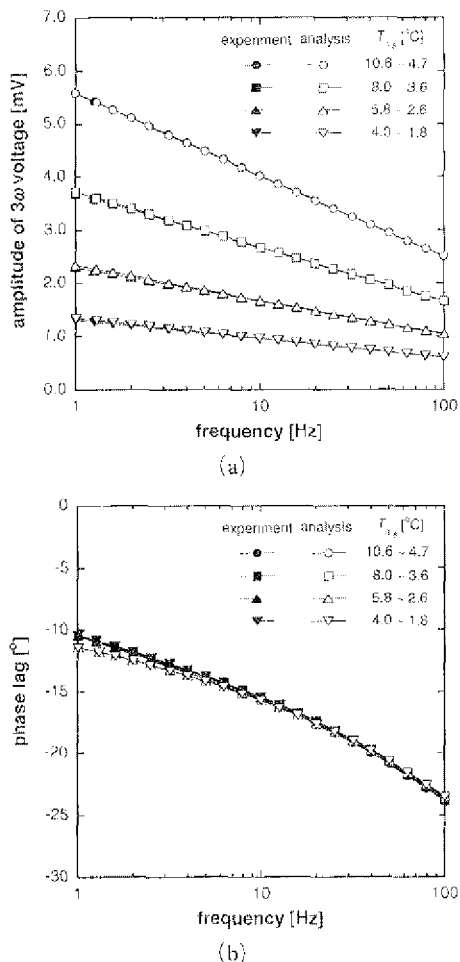 7.0
6.0
5.0
4.0
3.0
2.0
1.0
0.0
amplitude of 3ω voltage [mV]
experiment analysis [°C]
10.6 ~ 4.7
8.0 ~ 3.6
5.8 ~ 2.6
4.0 ~ 1.8
1 10 100
frequency [Hz]
(a)
0
-5
-10
-15
-20
-25
-30
phase lag [°]
experiment analysis [°C]
10.6 ~ 4.7
8.0 ~ 3.6
5.8 ~ 2.6
4.0 ~ 1.8
1 10 100
frequency [Hz]
(b)